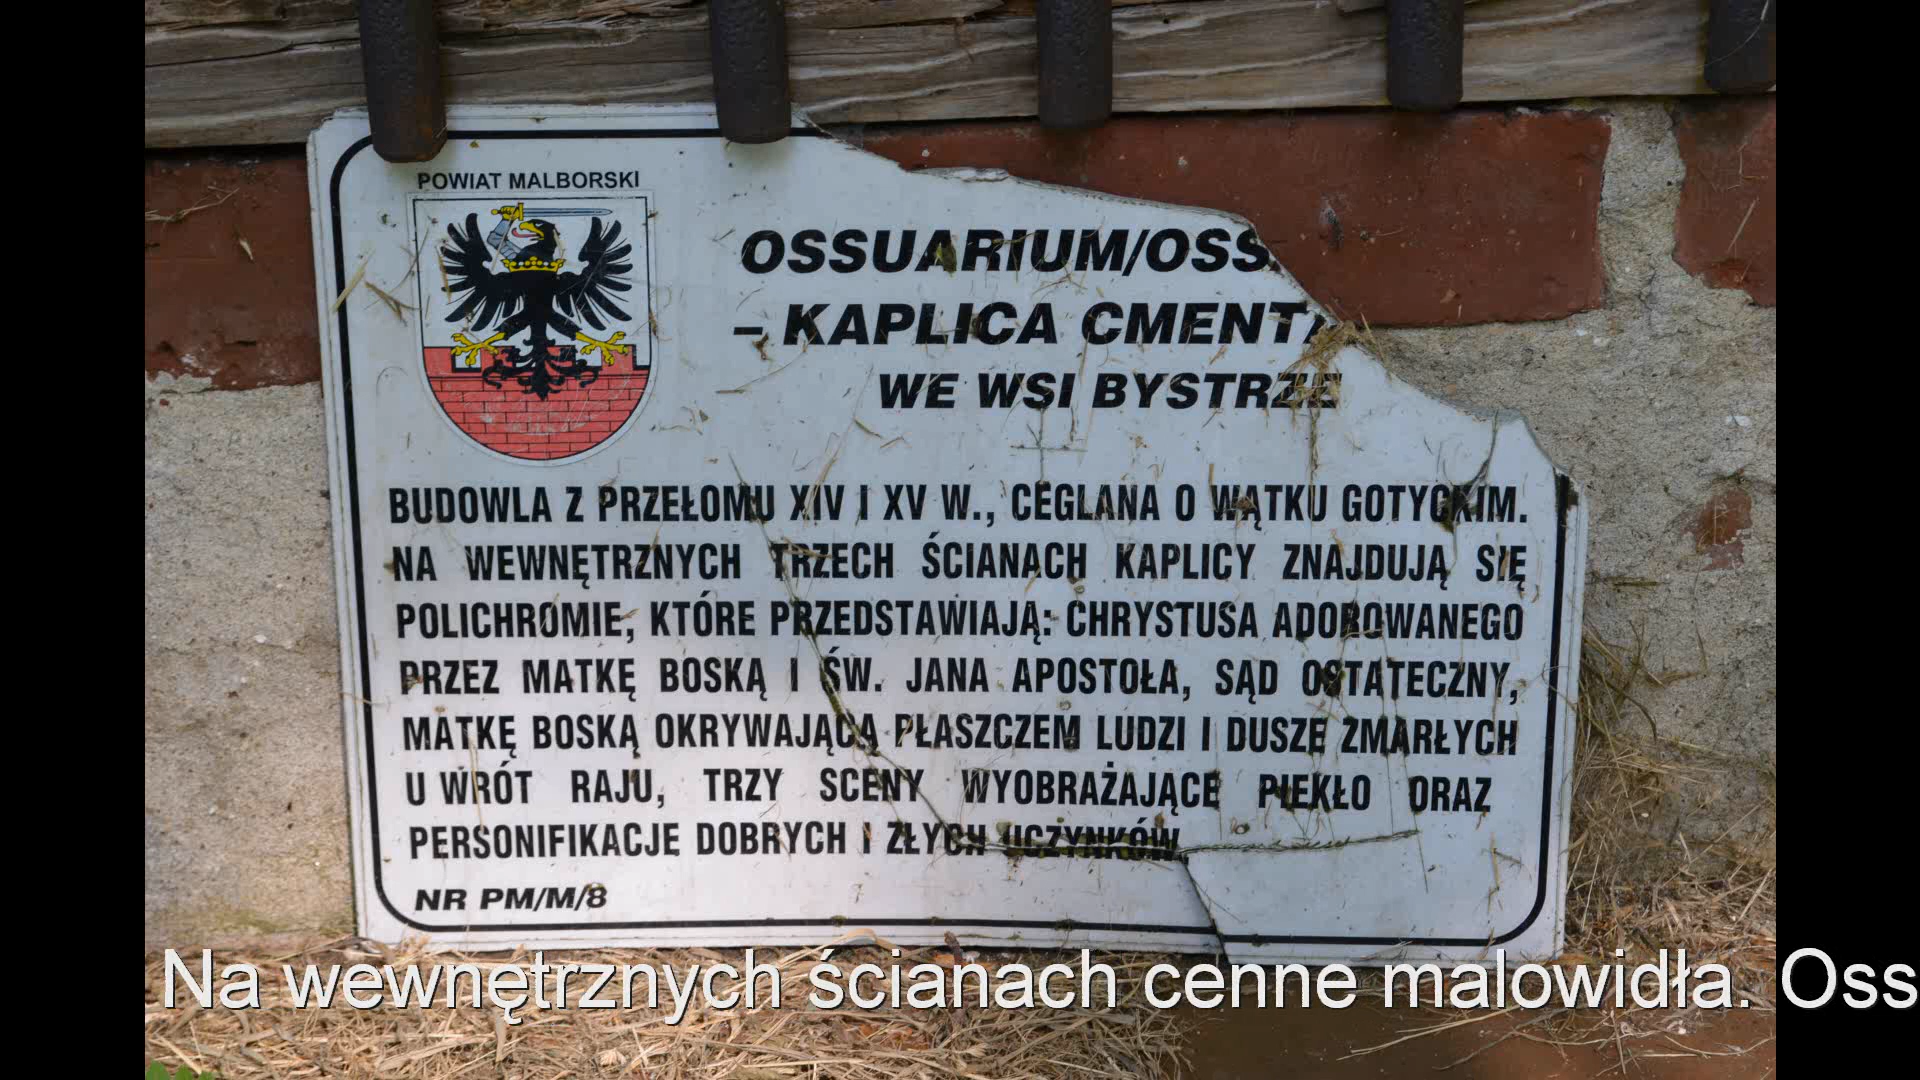 POWIAT MALBORSKI
OSSUARIUM/OSS
– KAPLICA CMENT
WE WSI BYSTRZE
BUDOWLA Z PRZEŁOMU XIV I XV W., CEGLANA O WĄTKU GOTYCKIM.
NA WEWNĘTRZNYCH TRZECH ŚCIANACH KAPLICY ZNAJDUJĄ SIĘ
POLICHROMIE, KTÓRE PRZEDSTAWIAJĄ: CHRYSTUSA ADOROWANEGO
PRZEZ MATKĘ BOSKĄ I ŚW. JANA APOSTOŁA, SĄD OSTATECZNY,
MATKĘ BOSKĄ OKRYWAJĄCĄ PŁASZCZEM LUDZI I DUSZE ZMARŁYCH
U WRÓT RAJU, TRZY SCENY WYOBRAŻAJĄCE PIEKŁO ORAZ
PERSONIFIKACJE DOBRYCH I ZŁYCH UCZYNKÓW.
NR PM/M/8
Na wewnętrznych ścianach cenne malowidła. Oss